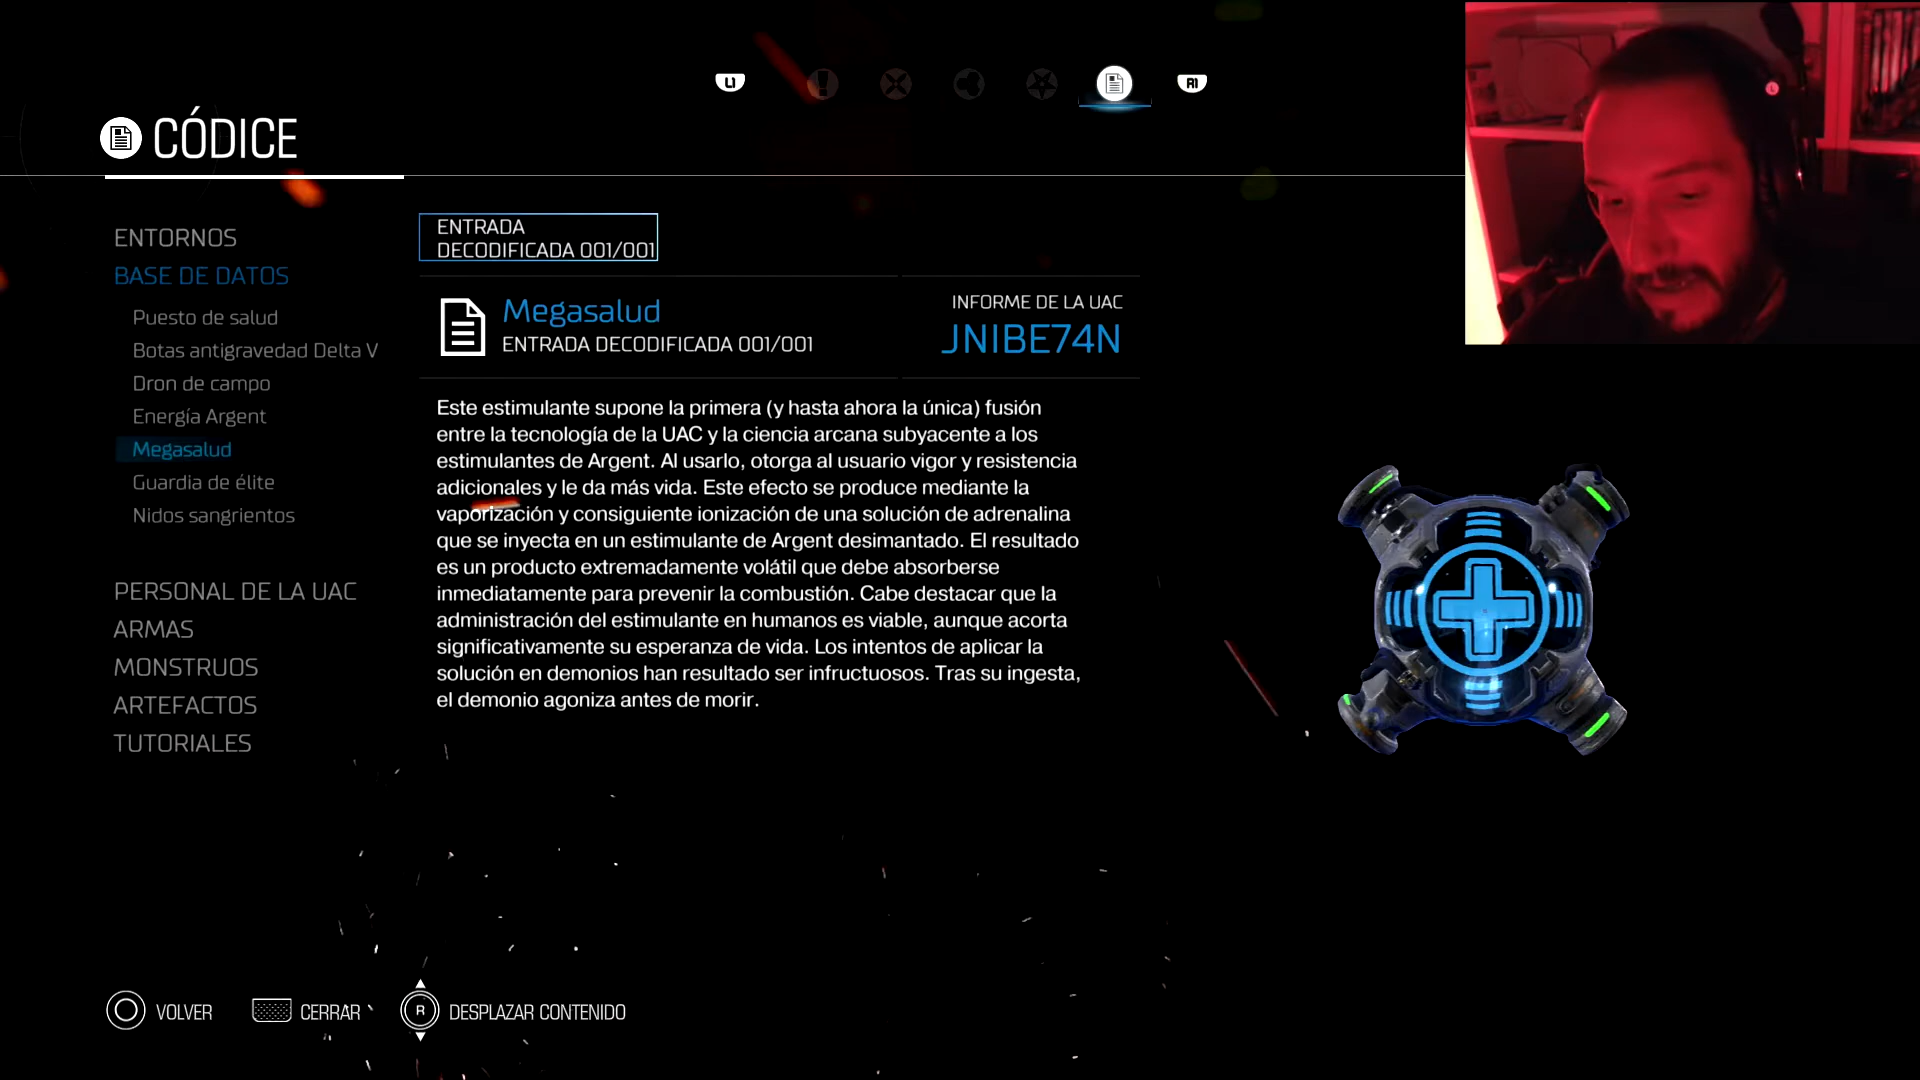 L1
R1
CÓDICE
ENTORNOS
BASE DE DATOS
Puesto de salud
Botas antigravedad Delta V
Dron de campo
Energía Argent
Megasalud
Guardia de élite
Nidos sangrientos
PERSONAL DE LA UAC
ARMAS
MONSTRUOS
ARTEFACTOS
TUTORIALES
ENTRADA
DECODIFICADA 001/001
Megasalud
ENTRADA DECODIFICADA 001/001
INFORME DE LA UAC
JNIBE74N
Este estimulante supone la primera (y hasta ahora la única) fusión
entre la tecnología de la UAC y la ciencia arcana subyacente a los
estimulantes de Argent. Al usarlo, otorga al usuario vigor y resistencia
adicionales y le da más vida. Este efecto se produce mediante la
vaporización y consiguiente ionización de una solución de adrenalina
que se inyecta en un estimulante de Argent desimantado. El resultado
es un producto extremadamente volátil que debe absorberse
inmediatamente para prevenir la combustión. Cabe destacar que la
administración del estimulante en humanos es viable, aunque acorta
significativamente su esperanza de vida. Los intentos de aplicar la
solución en demonios han resultado ser infructuosos. Tras su ingesta,
el demonio agoniza antes de morir.
VOLVER
CERRAR
R
DESPLAZAR CONTENIDO